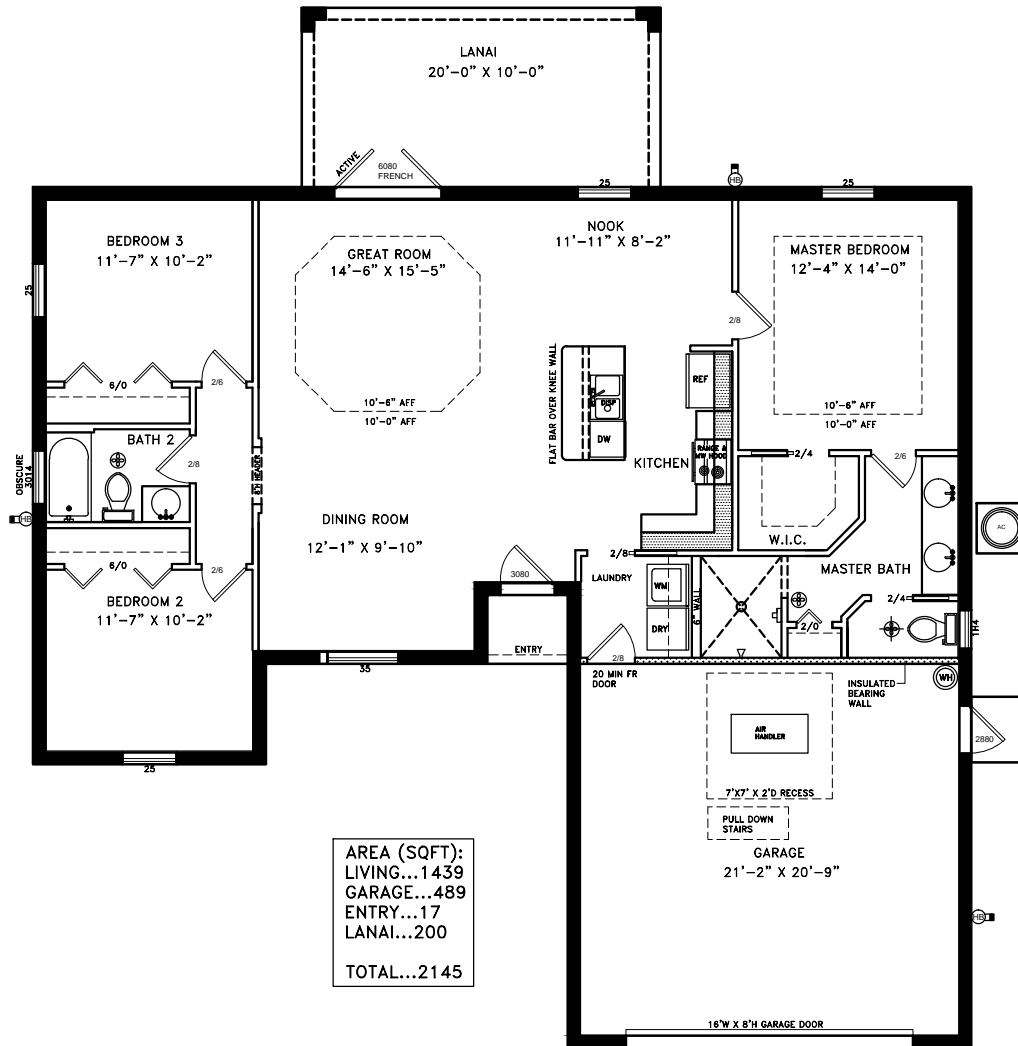 LANAI
20'-0" X 10'-0"
ACTIVE
6080
FRENCH
25
HB
25
BEDROOM 3
11'-7" X 10'-2"
GREAT ROOM
14'-6" X 15'-5"
NOOK
11'-11" X 8'-2"
MASTER BEDROOM
12'-4" X 14'-0"
25
2/8
2/6
6/0
FLAT BAR OVER KNEE WALL
REF
DISP
DW
10'-6" AFF
10'-0" AFF
10'-6" AFF
10'-0" AFF
BATH 2
2/8
OBSCURE
3014
HB
8'H HEADER
KITCHEN
RANGE &
MW HOOD
2/4
2/6
W.I.C.
AC
DINING ROOM
12'-1" X 9'-10"
6/0
2/6
BEDROOM 2
11'-7" X 10'-2"
3080
2/8
LAUNDRY
WM
DRY
6" WALL
MASTER BATH
2/4
2/0
1H4
ENTRY
35
2/8
20 MIN FR
DOOR
INSULATED
BEARING
WALL
WH
2880
AIR
HANDLER
7'X7' X 2'D RECESS
PULL DOWN
STAIRS
25
GARAGE
21'-2" X 20'-9"
HB
AREA (SQFT):
LIVING...1439
GARAGE...489
ENTRY...17
LANAI...200
TOTAL...2145
16'W X 8'H GARAGE DOOR